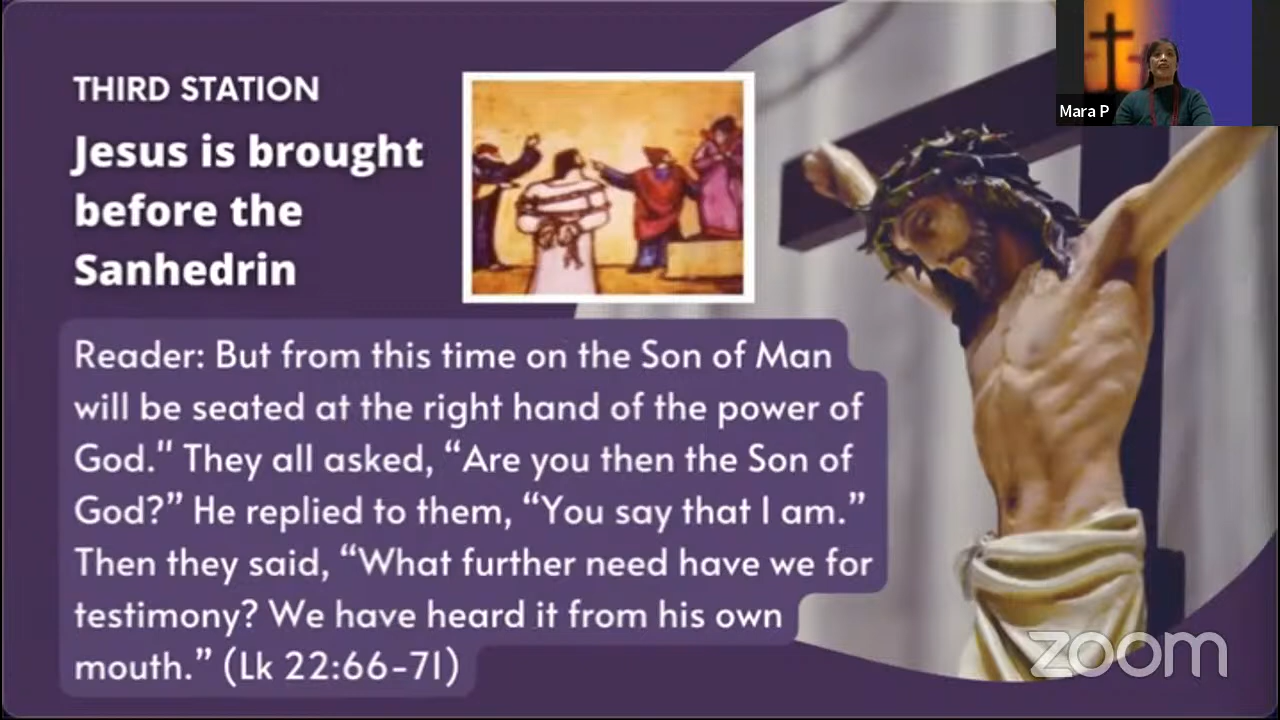 THIRD STATION
Jesus is brought
before the
Sanhedrin
Reader: But from this time on the Son of Man
will be seated at the right hand of the power of
God." They all asked, “Are you then the Son of
God?” He replied to them, “You say that I am.”
Then they said, “What further need have we for
testimony? We have heard it from his own
mouth.” (Lk 22:66-71)
Mara P
zoom